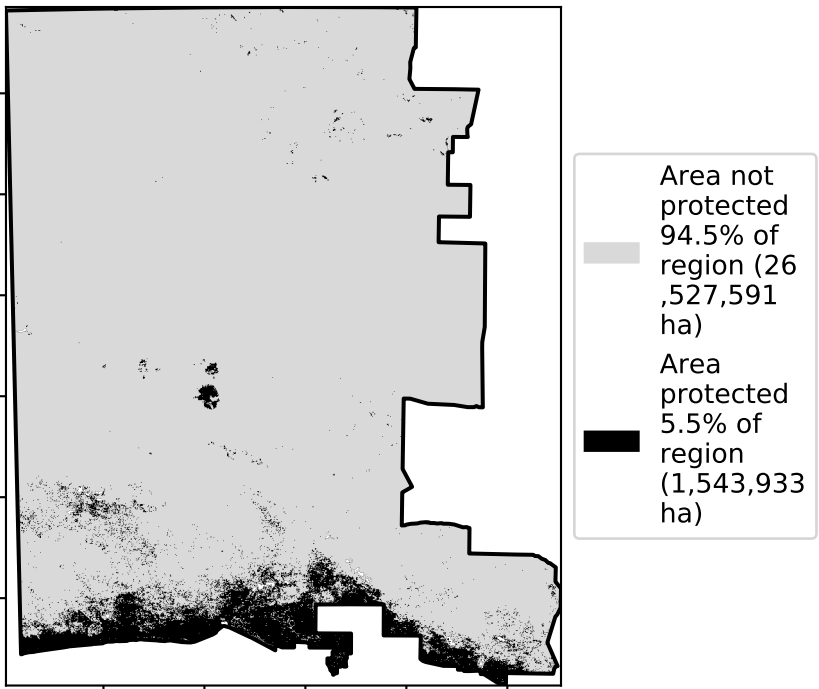 Area not
protected
94.5% of
region (26
,527,591
ha)
Area
protected
5.5% of
region
(1,543,933
ha)